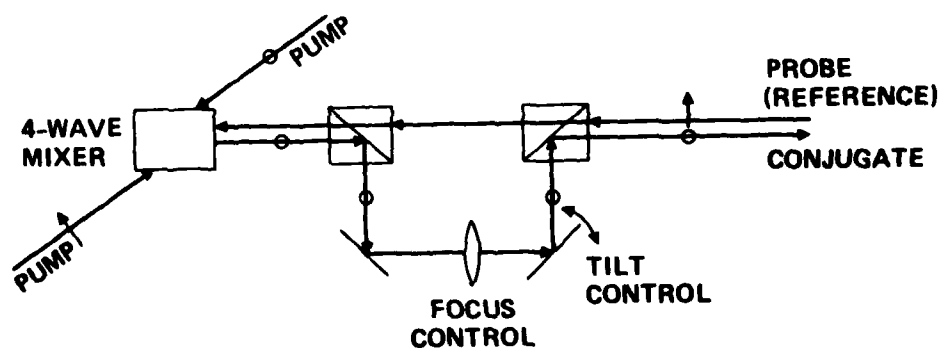 PUMP
4-WAVE
MIXER
PUMP
PROBE
(REFERENCE)
CONJUGATE
FOCUS
CONTROL
TILT
CONTROL